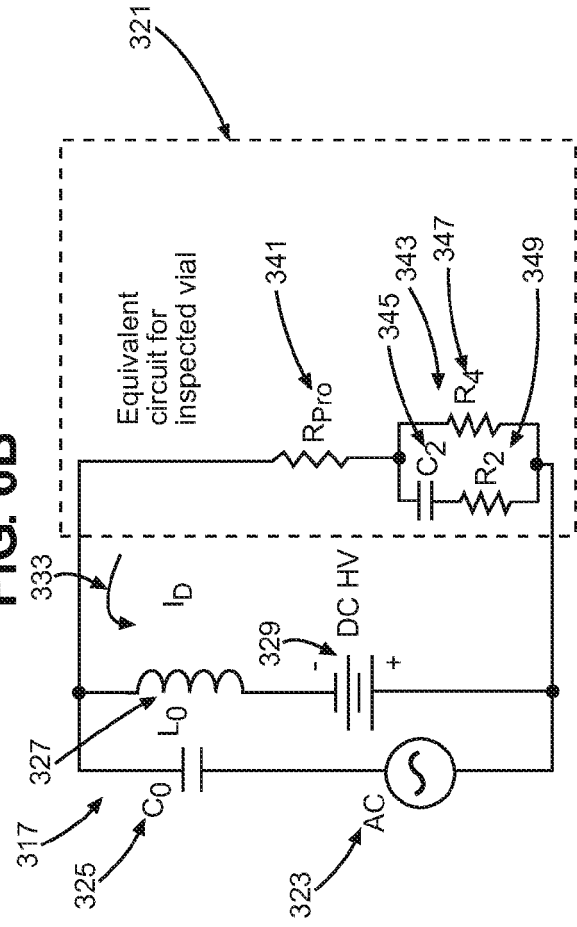 FIG.
333
327
317
325
L0
C0
ID
329
DC HV
-
+
323
AC
321
Equivalent
circuit for
inspected vial
341
RPro
345
343
347
C2
R4
R2
349